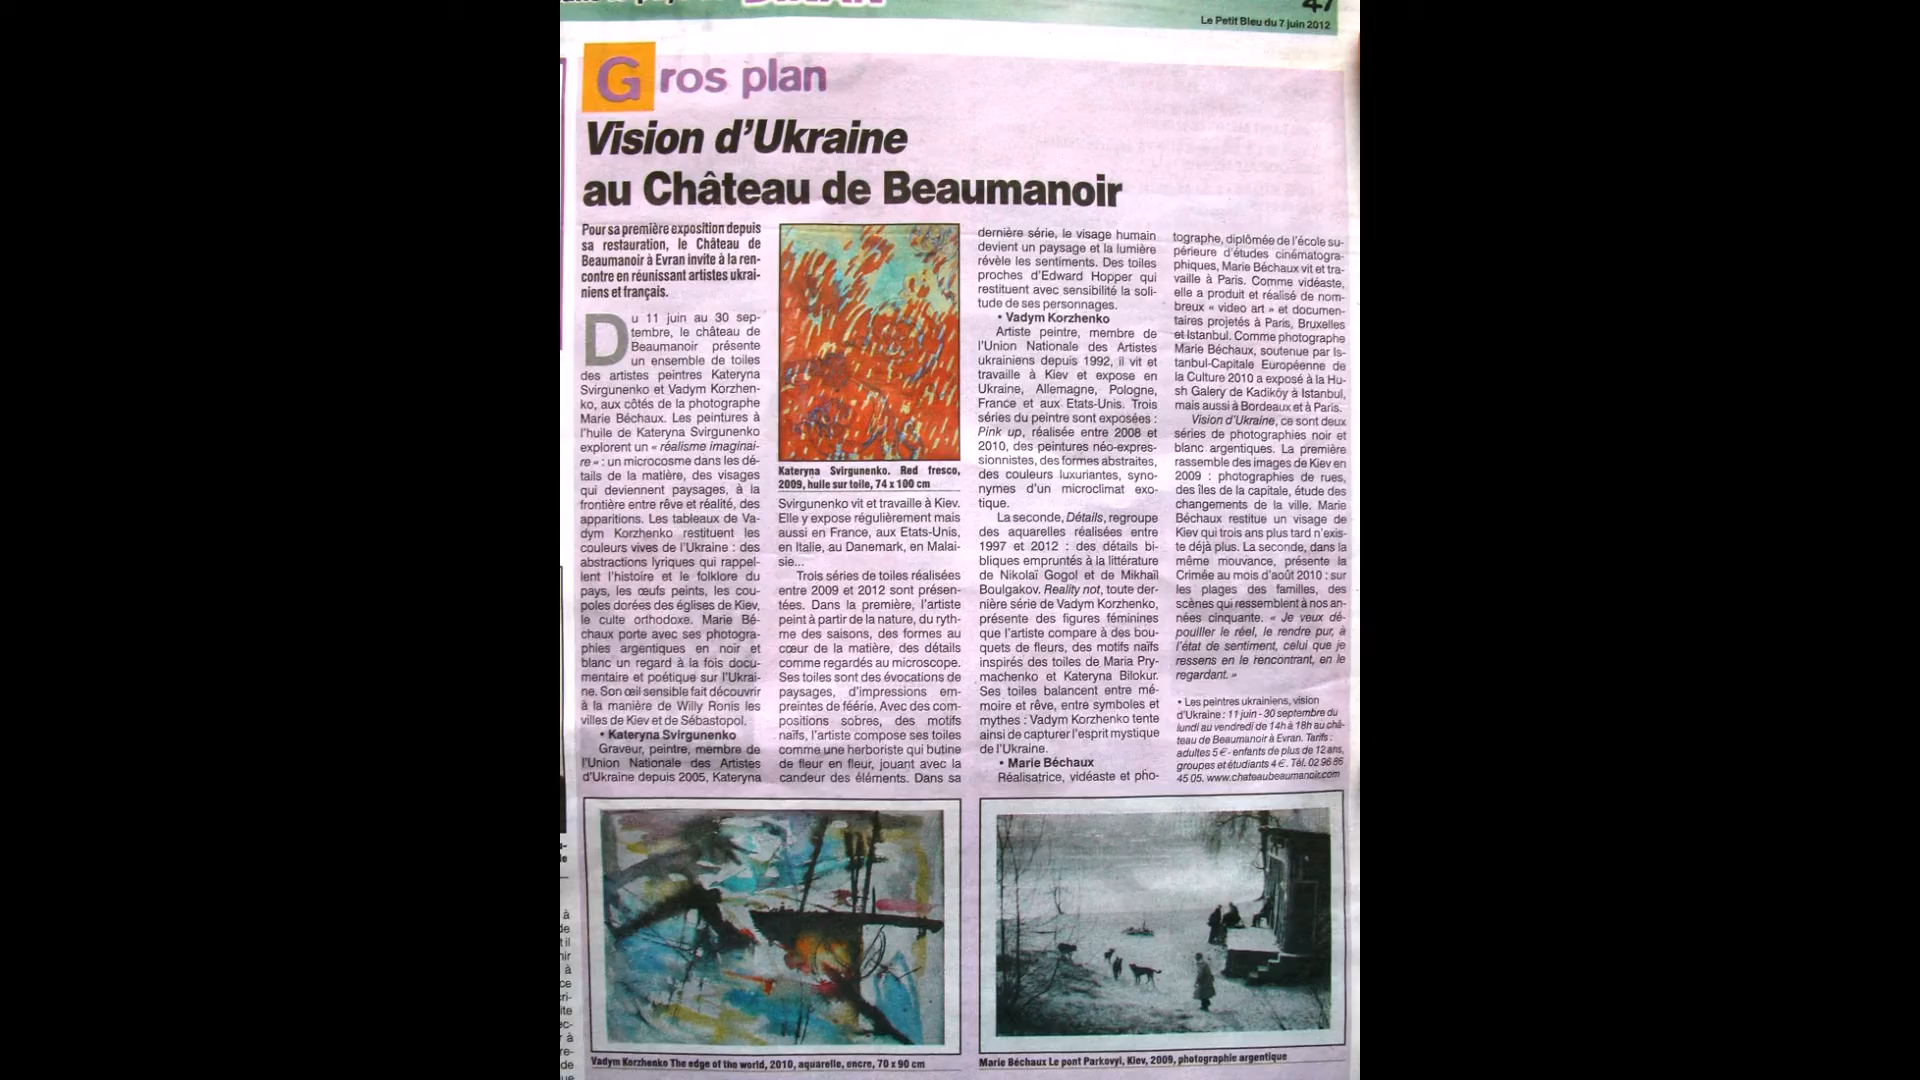 47
Le Petit Bleu du 7 juin 2012
Gros plan
Vision d'Ukraine
au Château de Beaumanoir
Pour sa première exposition depuis
sa restauration, le Château de
Beaumanoir à Evran invite à la ren-
contre en réunissant artistes ukrai-
niens et français.
Du 11 juin au 30 sep-
tembre, le château de
Beaumanoir présente
un ensemble de toiles
des artistes peintres Kateryna
Svirgunenko et Vadym Korzhen-
ko, aux côtés de la photographe
Marie Béchaux. Les peintures à
l'huile de Kateryna Svirgunenko
explorent un « réalisme imaginai-
re » : un microcosme dans les dé-
tails de la matière, des visages
qui deviennent paysages, à la
frontière entre rêve et réalité, des
apparitions. Les tableaux de Va-
dym Korzhenko restituent les
couleurs vives de l'Ukraine : des
abstractions lyriques qui rappel-
lent l'histoire et le folklore du
pays, les œufs peints, les cou-
poles dorées des églises de Kiev,
le culte orthodoxe. Marie Bé-
chaux porte avec ses photogra-
phies argentiques en noir et
blanc un regard à la fois docu-
mentaire et poétique sur l'Ukrai-
ne. Son œil sensible fait découvrir
à la manière de Willy Ronis les
villes de Kiev et de Sébastopol.
• Kateryna Svirgunenko
Graveur, peintre, membre de
l'Union Nationale des Artistes
d'Ukraine depuis 2005, Kateryna
Kateryna Svirgunenko. Red fresco,
2009, huile sur toile, 74 x 100 cm
Svirgunenko vit et travaille à Kiev.
Elle y expose régulièrement mais
aussi en France, aux Etats-Unis,
en Italie, au Danemark, en Malai-
sie...
Trois séries de toiles réalisées
entre 2009 et 2012 sont présen-
tées. Dans la première, l'artiste
peint à partir de la nature, du ryth-
me des saisons, des formes au
cœur de la matière, des détails
comme regardés au microscope.
Ses toiles sont des évocations de
paysages, d'impressions em-
preintes de féérie. Avec des com-
positions sobres, des motifs
naïfs, l'artiste compose ses toiles
comme une herboriste qui butine
de fleur en fleur, jouant avec la
candeur des éléments. Dans sa
dernière série, le visage humain
devient un paysage et la lumière
révèle les sentiments. Des toiles
proches d'Edward Hopper qui
restituent avec sensibilité la soli-
tude de ses personnages.
• Vadym Korzhenko
Artiste peintre, membre de
l'Union Nationale des Artistes
ukrainiens depuis 1992, il vit et
travaille à Kiev et expose en
Ukraine, Allemagne, Pologne,
France et aux Etats-Unis. Trois
séries du peintre sont exposées :
Pink up, réalisée entre 2008 et
2010, des peintures néo-expres-
sionnistes, des formes abstraites,
des couleurs luxuriantes, syno-
nymes d'un microclimat exo-
tique.
La seconde, Détails, regroupe
des aquarelles réalisées entre
1997 et 2012 : des détails bi-
bliques empruntés à la littérature
de Nikolaï Gogol et de Mikhaïl
Boulgakov. Reality not, toute der-
nière série de Vadym Korzhenko,
présente des figures féminines
que l'artiste compare à des bou-
quets de fleurs, des motifs naïfs
inspirés des toiles de Maria Pry-
machenko et Kateryna Bilokur.
Ses toiles balancent entre mé-
moire et rêve, entre symboles et
mythes : Vadym Korzhenko tente
ainsi de capturer l'esprit mystique
de l'Ukraine.
• Marie Béchaux
Réalisatrice, vidéaste et pho-
tographe, diplômée de l'école su-
périeure d'études cinématogra-
phiques, Marie Béchaux vit et tra-
vaille à Paris. Comme vidéaste,
elle a produit et réalisé de nom-
breux « video art » et documen-
taires projetés à Paris, Bruxelles
et Istanbul. Comme photographe
Marie Béchaux, soutenue par Is-
tanbul-Capitale Européenne de
la Culture 2010 a exposé à la Hu-
sh Galery de Kadiköy à Istanbul,
mais aussi à Bordeaux et à Paris.
Vision d'Ukraine, ce sont deux
séries de photographies noir et
blanc argentiques. La première
rassemble des images de Kiev en
2009 : photographies de rues,
des îles de la capitale, étude des
changements de la ville. Marie
Béchaux restitue un visage de
Kiev qui trois ans plus tard n'exis-
te déjà plus. La seconde, dans la
même mouvance, présente la
Crimée au mois d'août 2010 : sur
les plages des familles, des
scènes qui ressemblent à nos an-
nées cinquante. « Je veux dé-
pouiller le réel, le rendre pur, à
l'état de sentiment, celui que je
ressens en le rencontrant, en le
regardant. »
• Les peintres ukrainiens, vision
d'Ukraine : 11 juin - 30 septembre du
lundi au vendredi de 14h à 18h au châ-
teau de Beaumanoir à Evran. Tarifs :
adultes 5 € - enfants de plus de 12 ans,
groupes et étudiants 4 €. Tél. 02 96 86
45 05. www.chateaubeaumanoir.com
Vadym Korzhenko The edge of the world, 2010, aquarelle, encre, 70 x 90 cm
Marie Béchaux Le pont Parkovyi, Kiev, 2009, photographie argentique